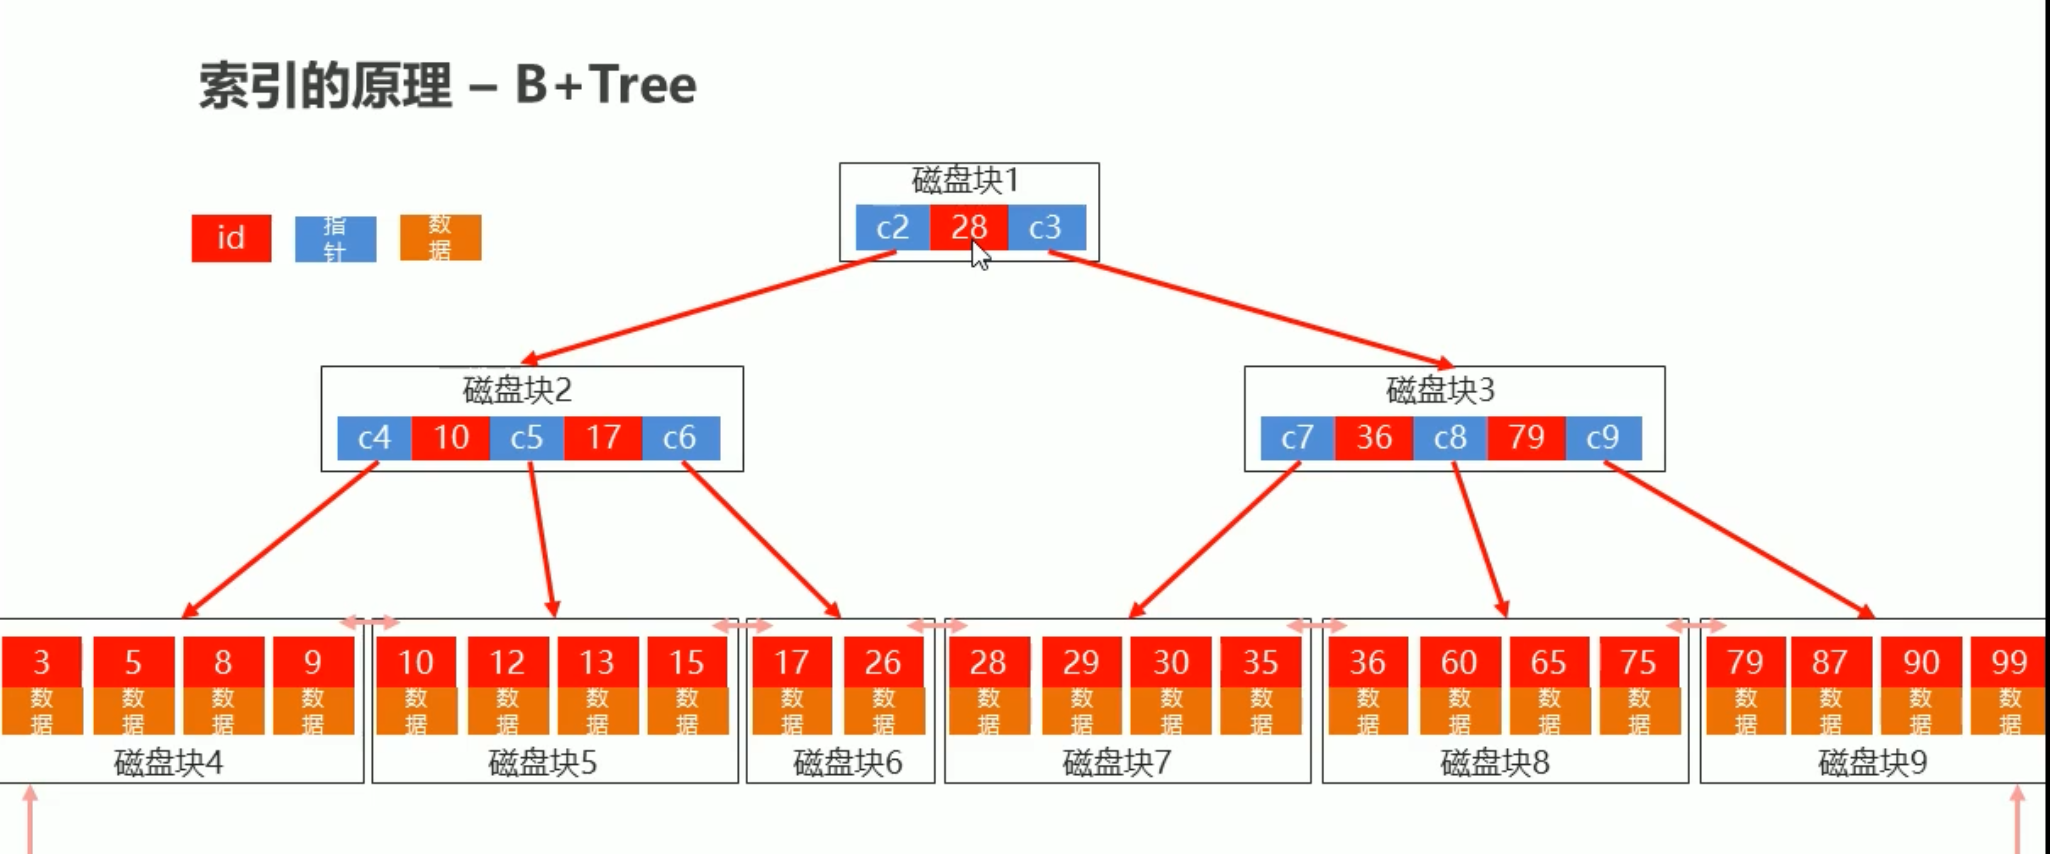 索引的原理 – B+Tree
id 指针 数据
磁盘块1
c2 28 c3
磁盘块2
c4 10 c5 17 c6
磁盘块3
c7 36 c8 79 c9
3 5 8 9
数据 数据 数据 数据
磁盘块4
10 12 13 15
数据 数据 数据 数据
磁盘块5
17 26
数据 数据
磁盘块6
28 29 30 35
数据 数据 数据 数据
磁盘块7
36 60 65 75
数据 数据 数据 数据
磁盘块8
79 87 90 99
数据 数据 数据 数据
磁盘块9